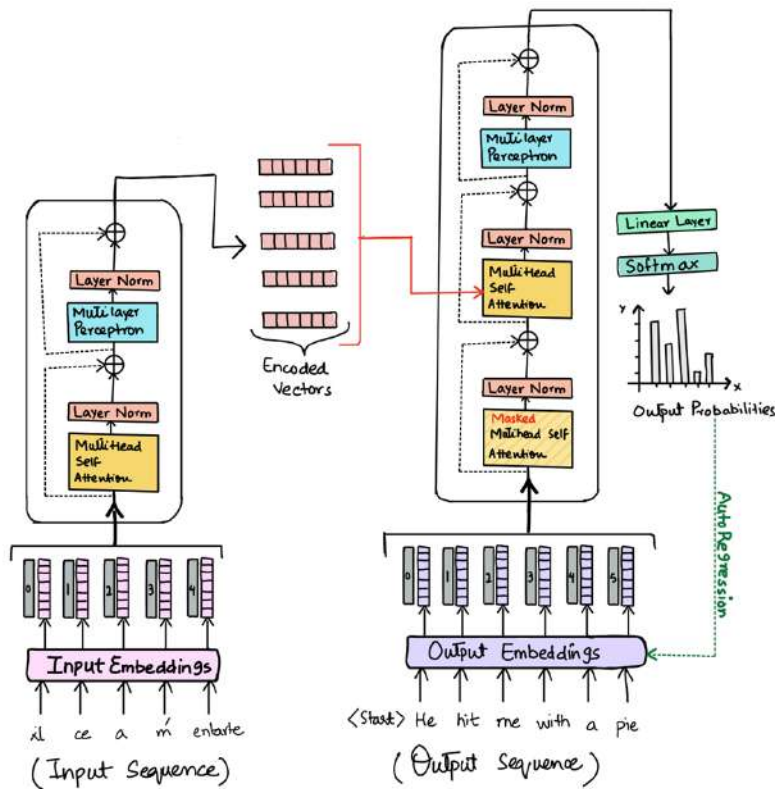 Layer Norm
Multilayer
Perceptron
Layer Norm
MultiHead
Self
Attention
Layer Norm
Masked
Multihead Self
Attention
Linear Layer
Softmax
Y
X
Output Probabilities
AutoRegression
Encoded
Vectors
Layer Norm
Multilayer
Perceptron
Layer Norm
MultiHead
Self
Attention
0 1 2 3 4
Input Embeddings
il ce a m' entarte
(Input Sequence)
0 1 2 3 4 5
Output Embeddings
<Start> He hit me with a pie
(Output Sequence)